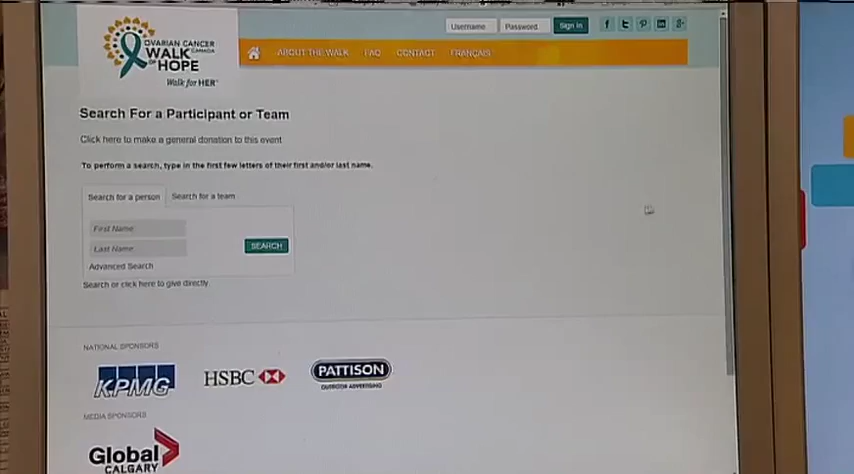 Username
Password
Sign In
OVARIAN CANCER
WALK CANADA
OF HOPE
Walk for HER
ABOUT THE WALK FAQ CONTACT FRANÇAIS
Search For a Participant or Team
Click here to make a general donation to this event
To perform a search, type in the first few letters of their first and/or last name.
Search for a person Search for a team
First Name
Last Name
SEARCH
Advanced Search
Search or click here to give directly.
NATIONAL SPONSORS
KPMG
HSBC
PATTISON
OUTDOOR ADVERTISING
MEDIA SPONSORS
Global
CALGARY